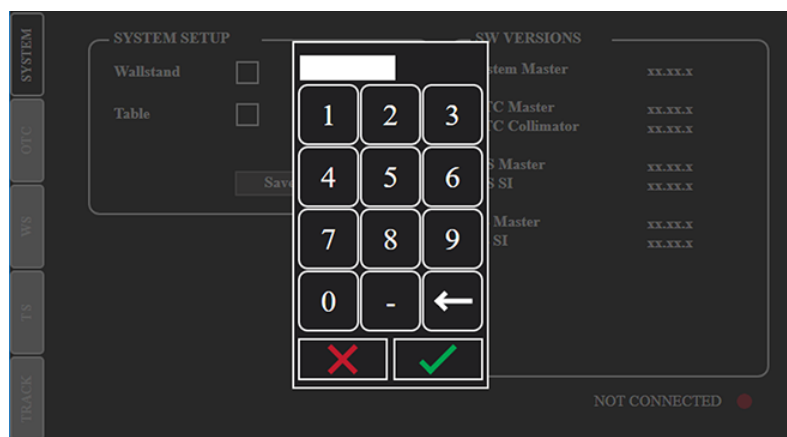 SYSTEM
OTC
WS
TS
TRACK
SYSTEM SETUP
Wallstand
Table
Save
1 2 3
4 5 6
7 8 9
0 -
SW VERSIONS
stem Master xx.xx.x
C Master xx.xx.x
C Collimator xx.xx.x
S Master xx.xx.x
S SI xx.xx.x
Master xx.xx.x
SI xx.xx.x
NOT CONNECTED